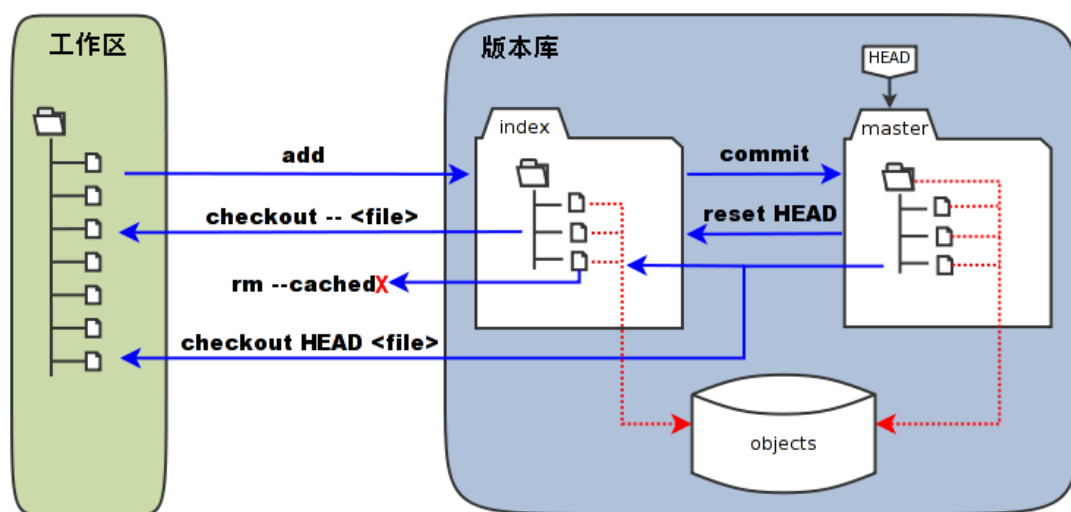 工作区
版本库
HEAD
index
master
add
commit
checkout -- <file>
reset HEAD
rm --cachedX
checkout HEAD <file>
objects